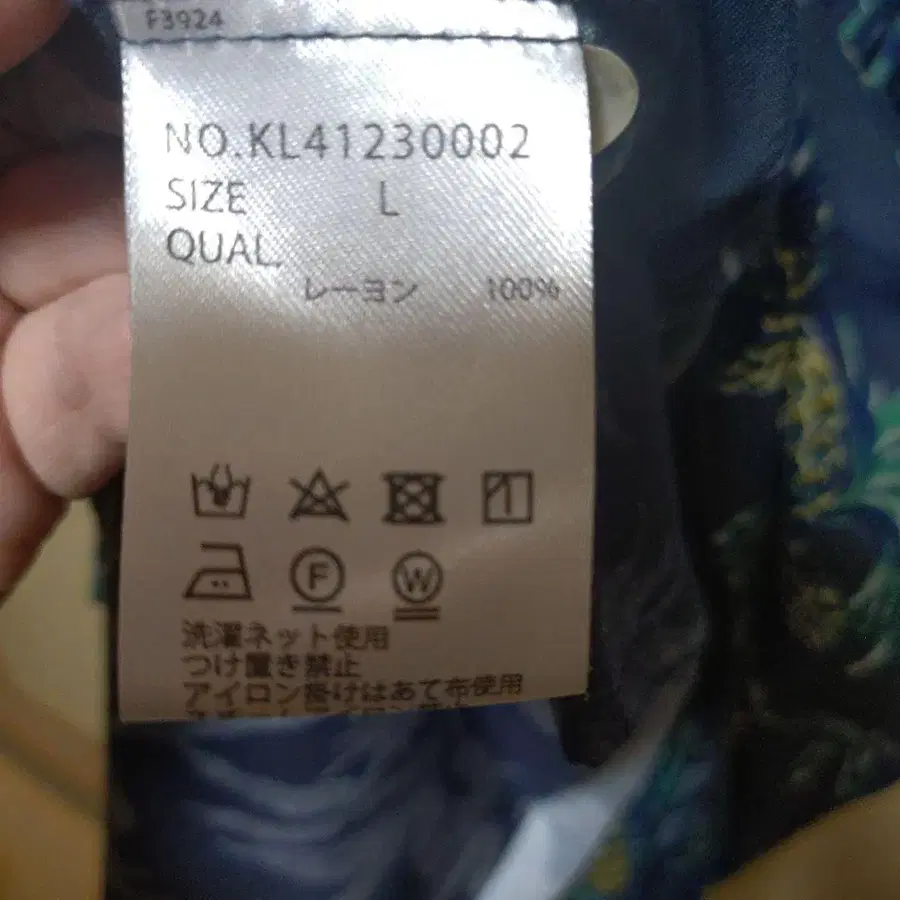 F3924
NO.KL41230002
SIZE L
QUAL.
レーヨン 100%
F W
洗濯ネット使用
つけ置き禁止
アイロン掛けはあて布使用